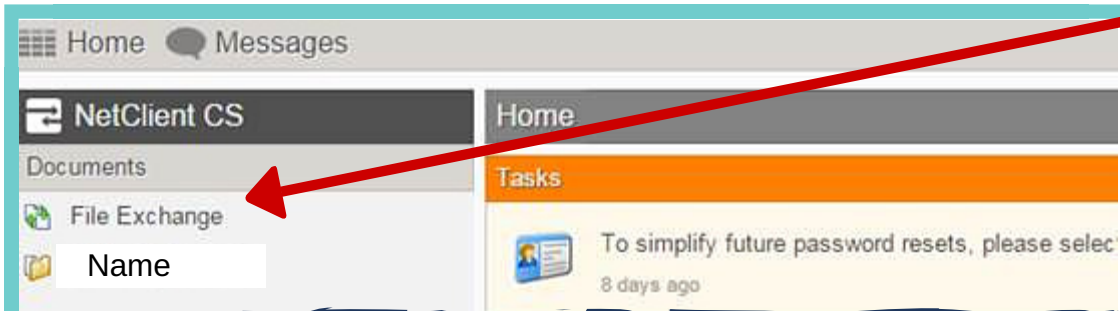 Home Messages
NetClient CS
Documents
File Exchange
Name
Home
Tasks
To simplify future password resets, please selec
8 days ago